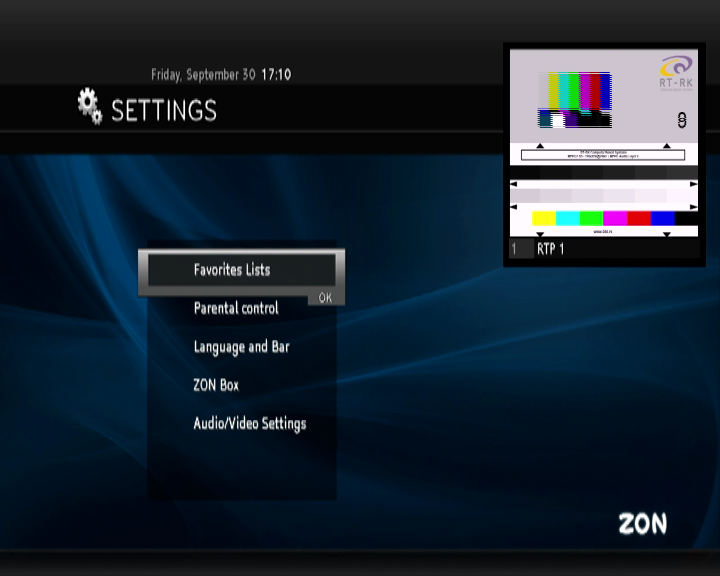 Friday, September 30 17:10
SETTINGS
RT-RK
8
1 RTP 1
Favorites Lists
OK
Parental control
Language and Bar
ZON Box
Audio/Video Settings
ZON